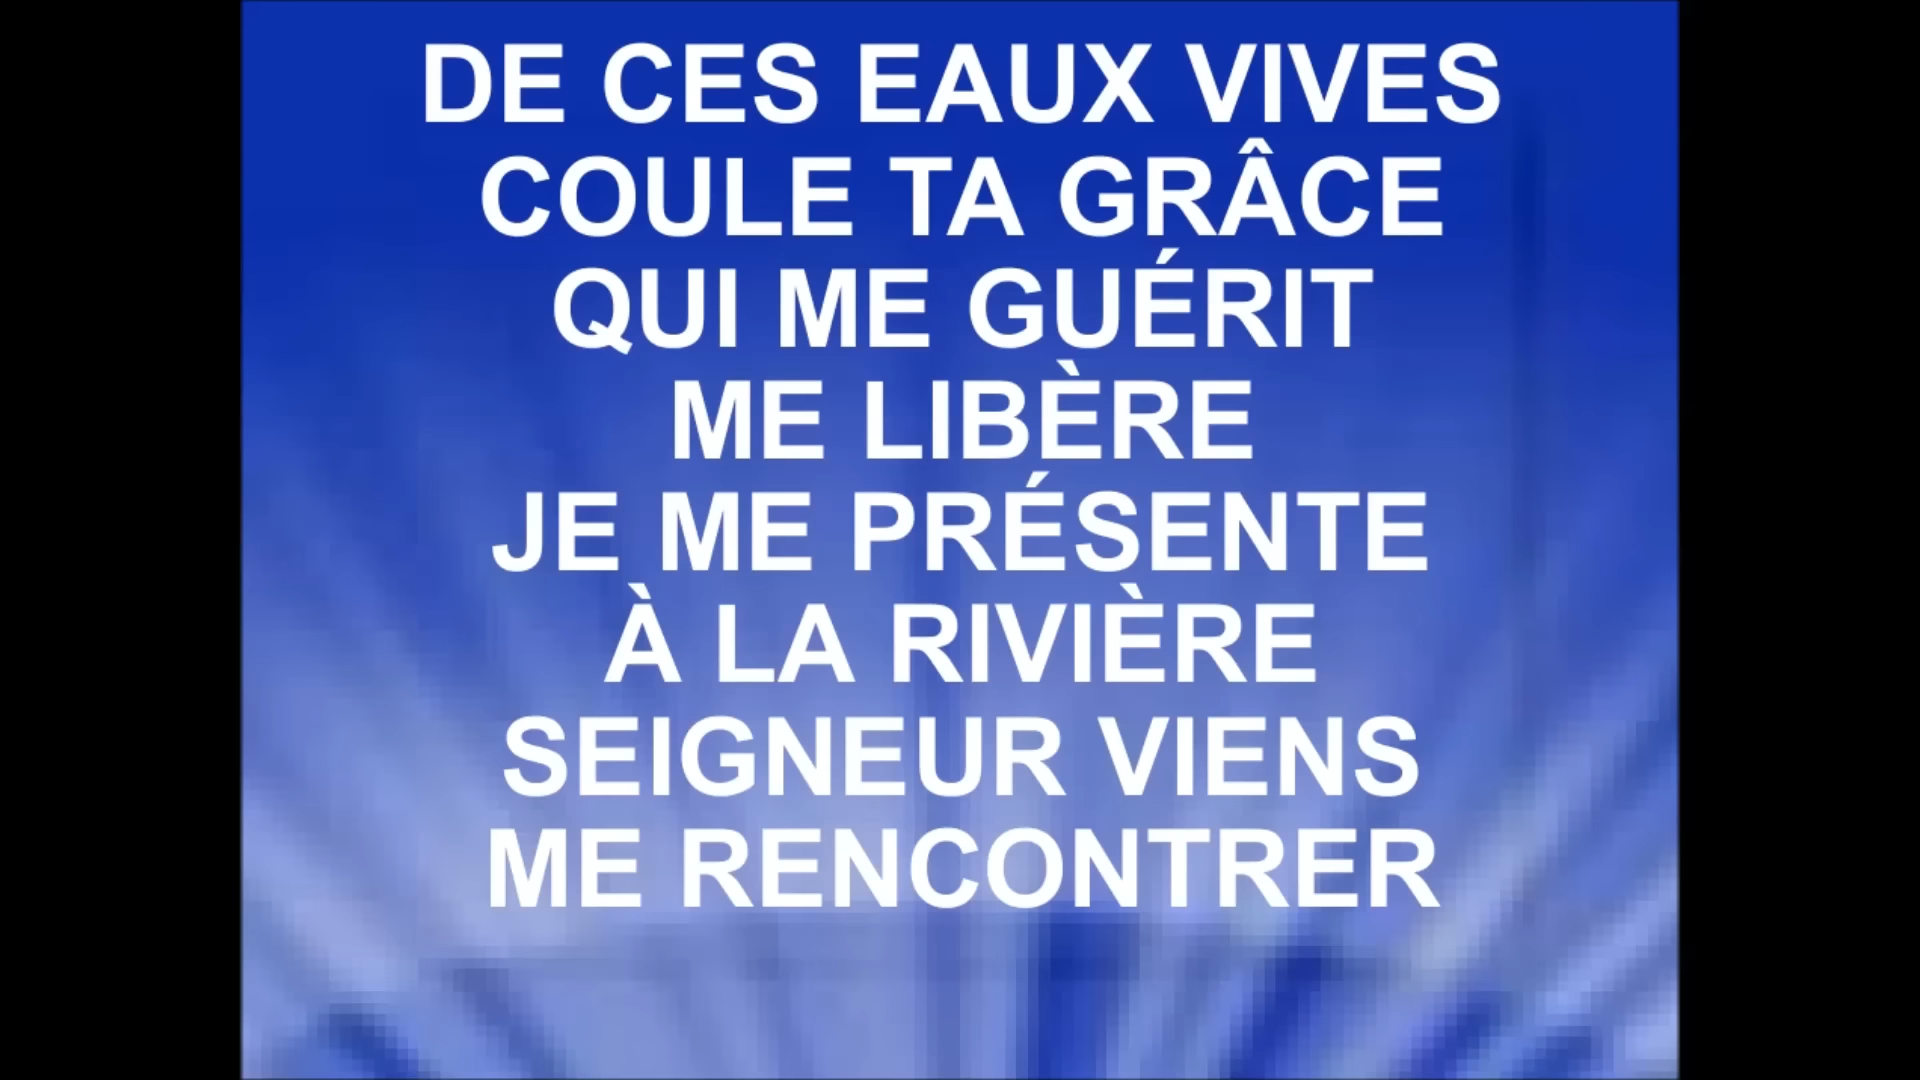 DE CES EAUX VIVES
COULE TA GRÂCE
QUI ME GUÉRIT
ME LIBÈRE
JE ME PRÉSENTE
À LA RIVIÈRE
SEIGNEUR VIENS
ME RENCONTRER